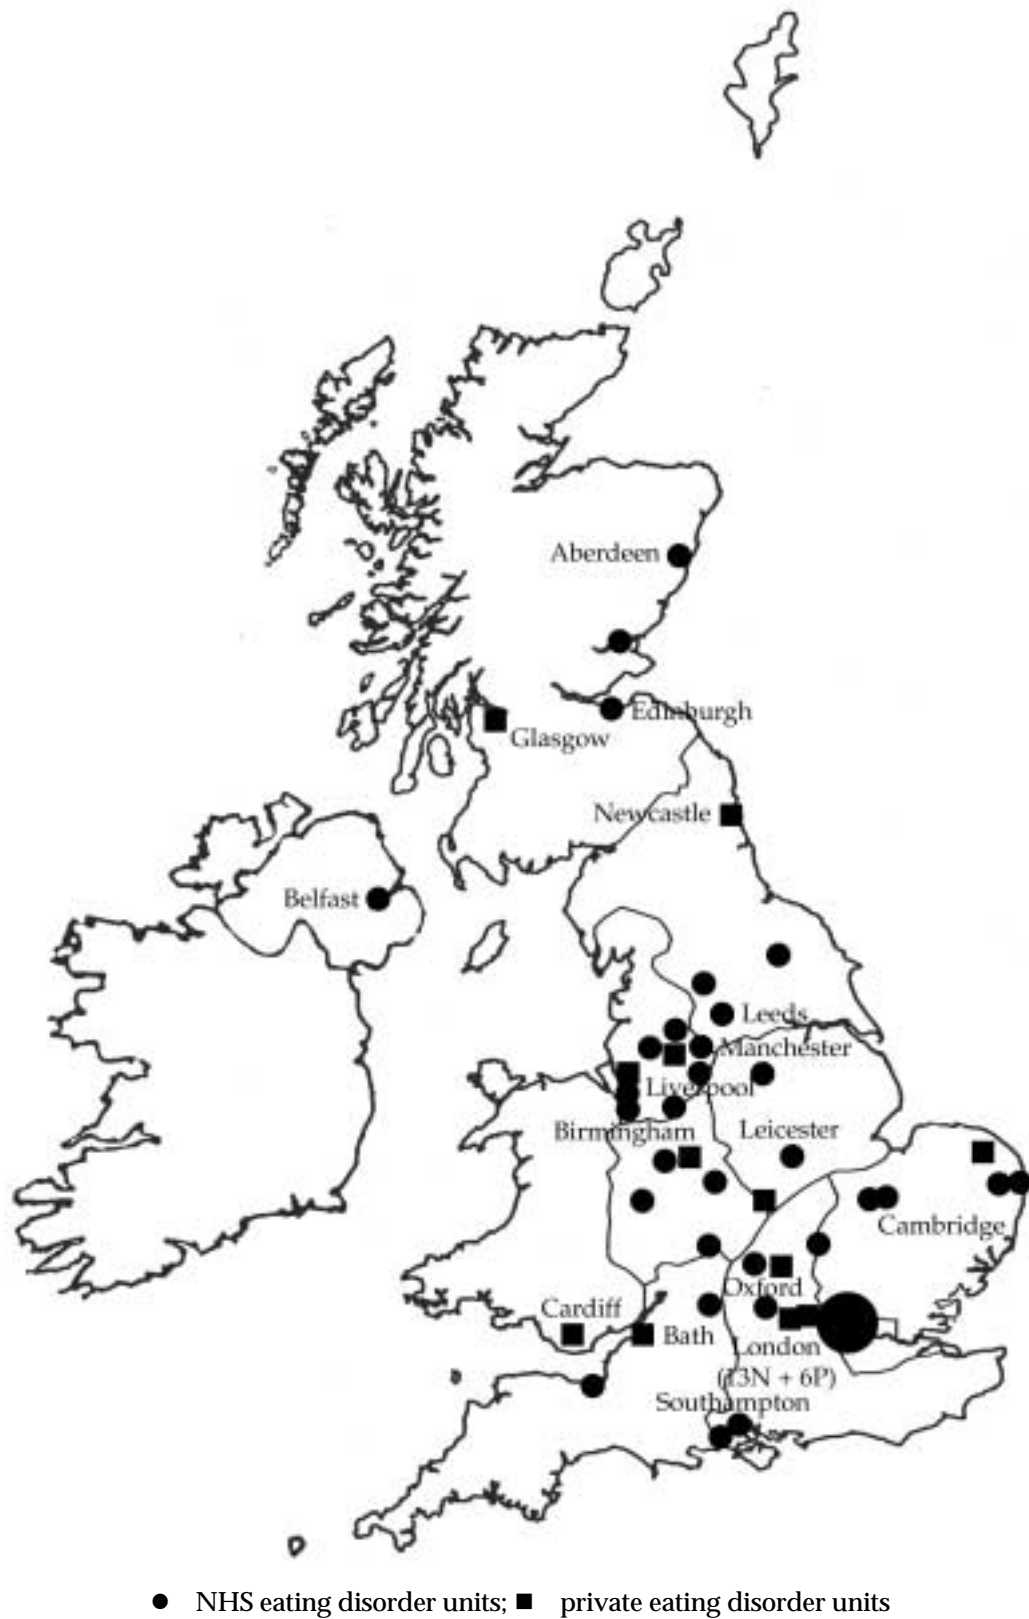 Aberdeen
Edinburgh
Glasgow
Newcastle
Belfast
Leeds
Manchester
Liverpool
Birmingham
Leicester
Cambridge
Oxford
Cardiff
Bath
London
(13N + 6P)
Southampton
● NHS eating disorder units; ■ private eating disorder units